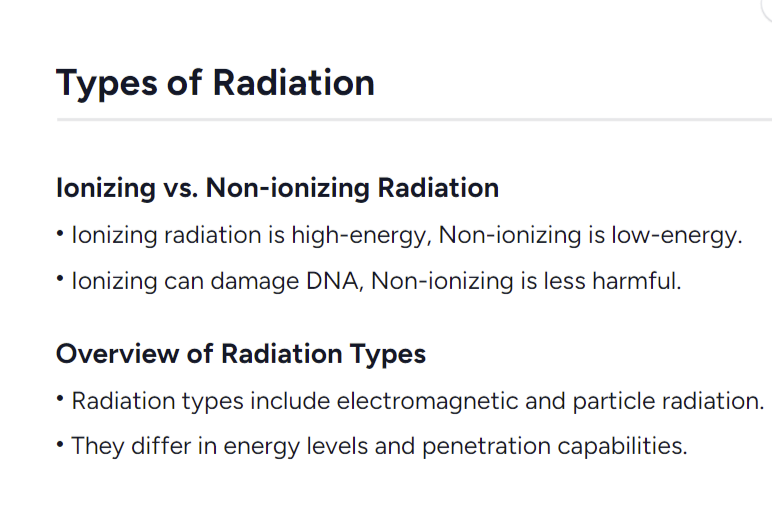 Types of Radiation
Ionizing vs. Non-ionizing Radiation
• Ionizing radiation is high-energy, Non-ionizing is low-energy.
• Ionizing can damage DNA, Non-ionizing is less harmful.
Overview of Radiation Types
• Radiation types include electromagnetic and particle radiation.
• They differ in energy levels and penetration capabilities.